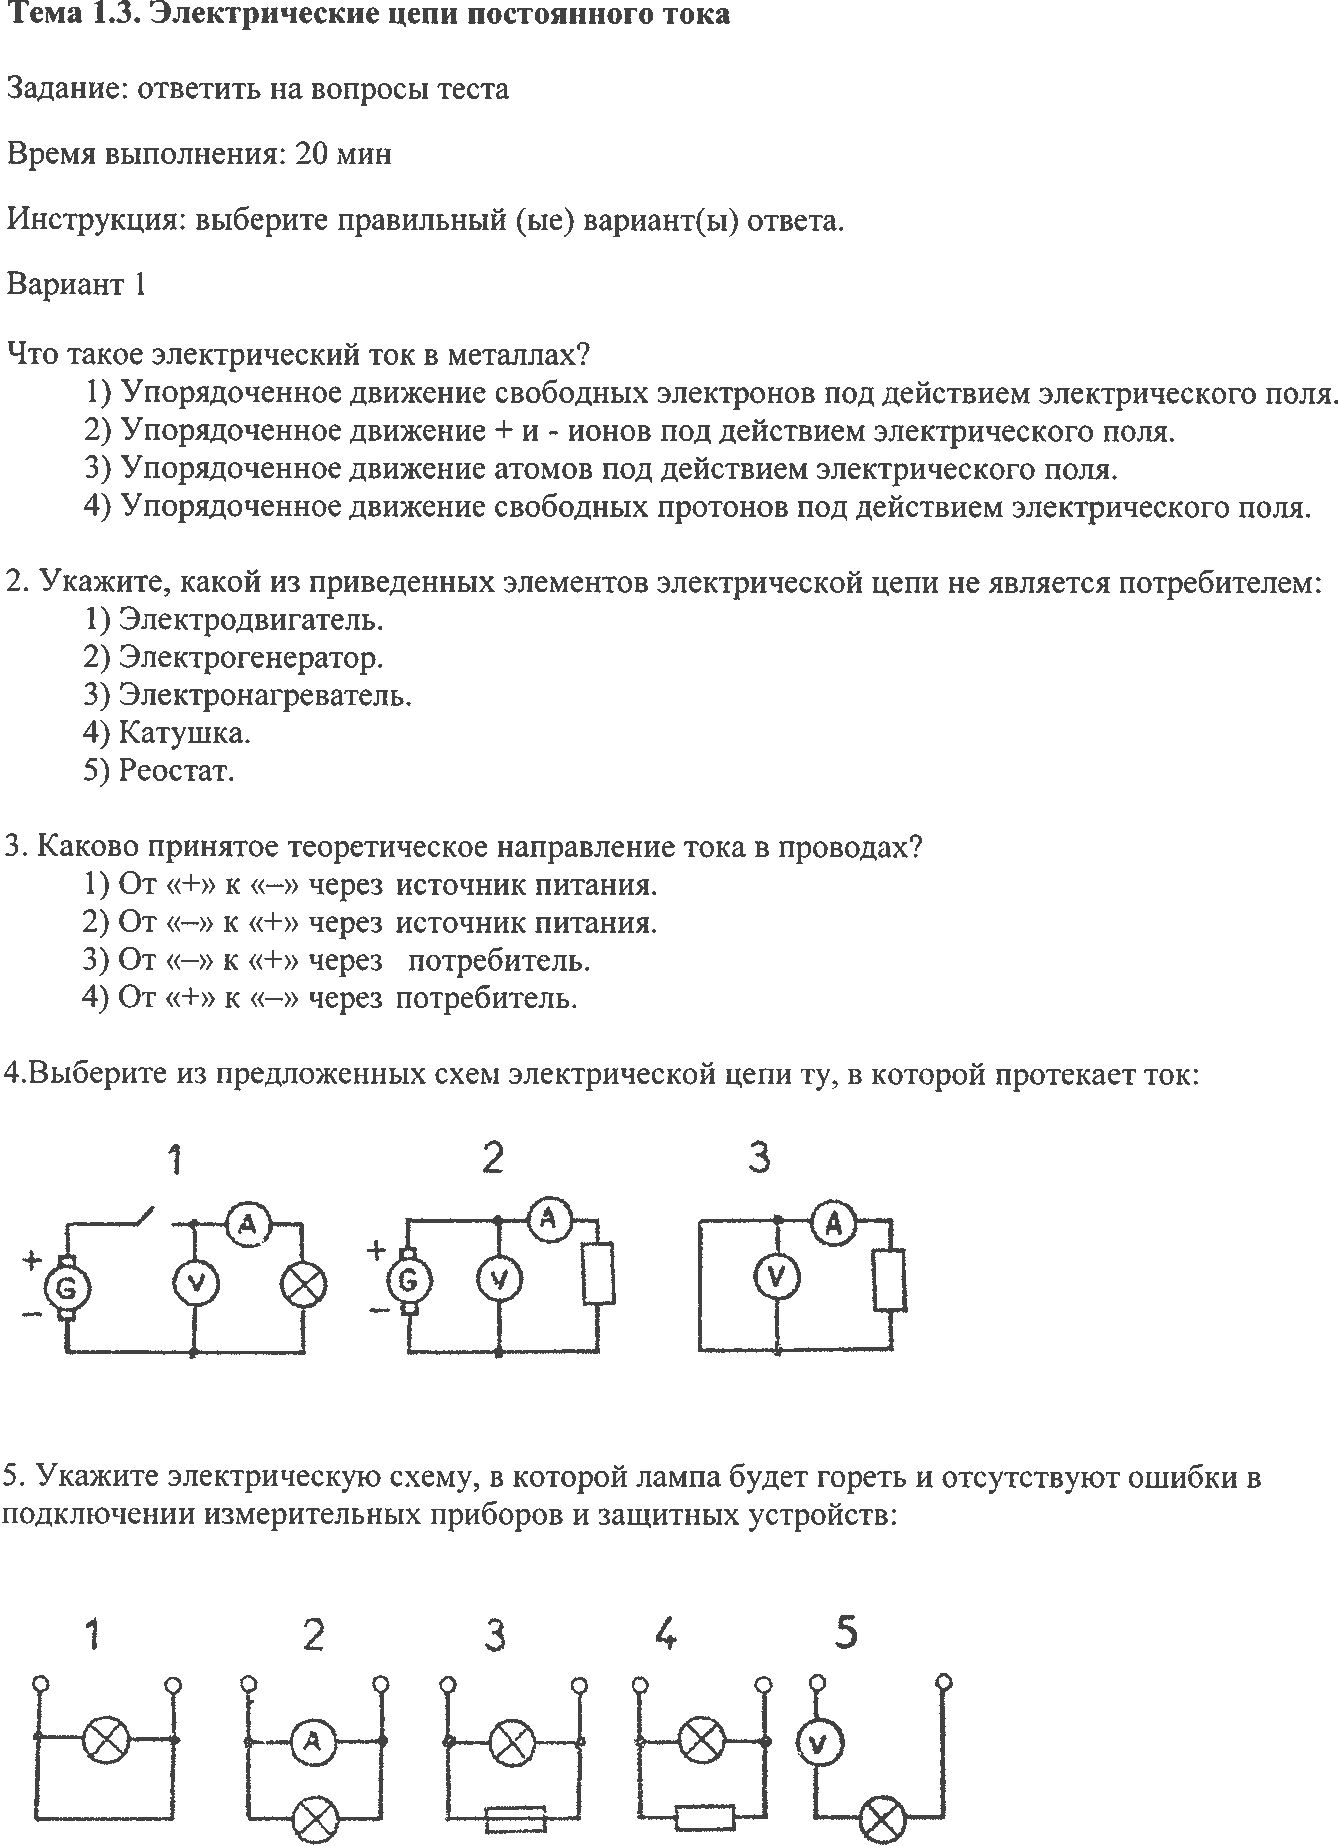 Тема 1.3. Электрические цепи постоянного тока
Задание: ответить на вопросы теста
Время выполнения: 20 мин
Инструкция: выберите правильный (ые) вариант(ы) ответа.
Вариант 1
Что такое электрический ток в металлах?
1) Упорядоченное движение свободных электронов под действием электрического поля.
2) Упорядоченное движение + и - ионов под действием электрического поля.
3) Упорядоченное движение атомов под действием электрического поля.
4) Упорядоченное движение свободных протонов под действием электрического поля.
2. Укажите, какой из приведенных элементов электрической цепи не является потребителем:
1) Электродвигатель.
2) Электрогенератор.
3) Электронагреватель.
4) Катушка.
5) Реостат.
3. Каково принятое теоретическое направление тока в проводах?
1) От «+» к «–» через источник питания.
2) От «–» к «+» через источник питания.
3) От «–» к «+» через потребитель.
4) От «+» к «–» через потребитель.
4.Выберите из предложенных схем электрической цепи ту, в которой протекает ток:
1 2 3
A A A
+ G – V + G – V V
5. Укажите электрическую схему, в которой лампа будет гореть и отсутствуют ошибки в
подключении измерительных приборов и защитных устройств:
1 2 3 4 5
A V